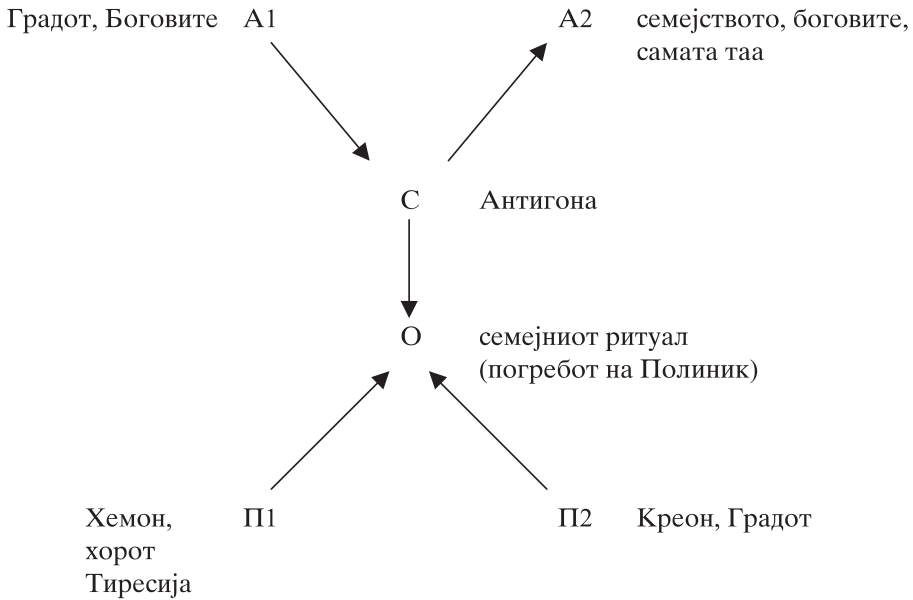 Градот, Боговите А1 А2 семејството, боговите,
самата таа
С Антигона
О семејниот ритуал
(погребот на Полиник)
Хемон, П1 П2 Креон, Градот
хорот
Тиресија